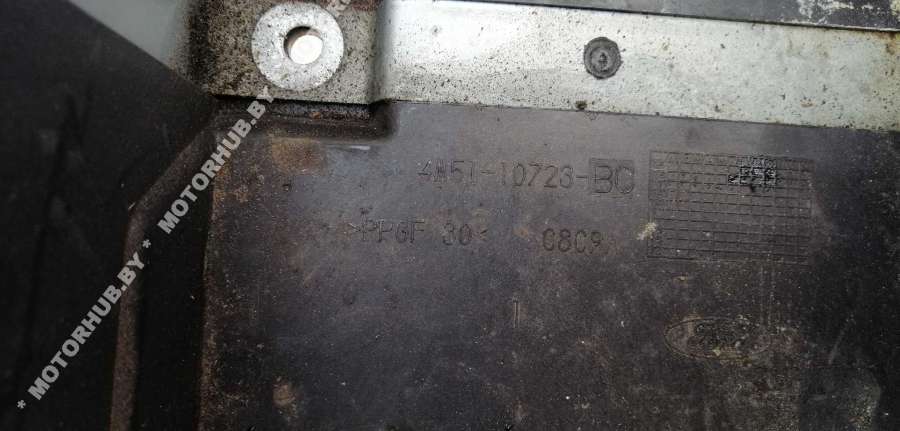 4M51-10723-BC
>PPGF 30<
C8C9
* MOTORHUB.BY * MOTORHUB.BY